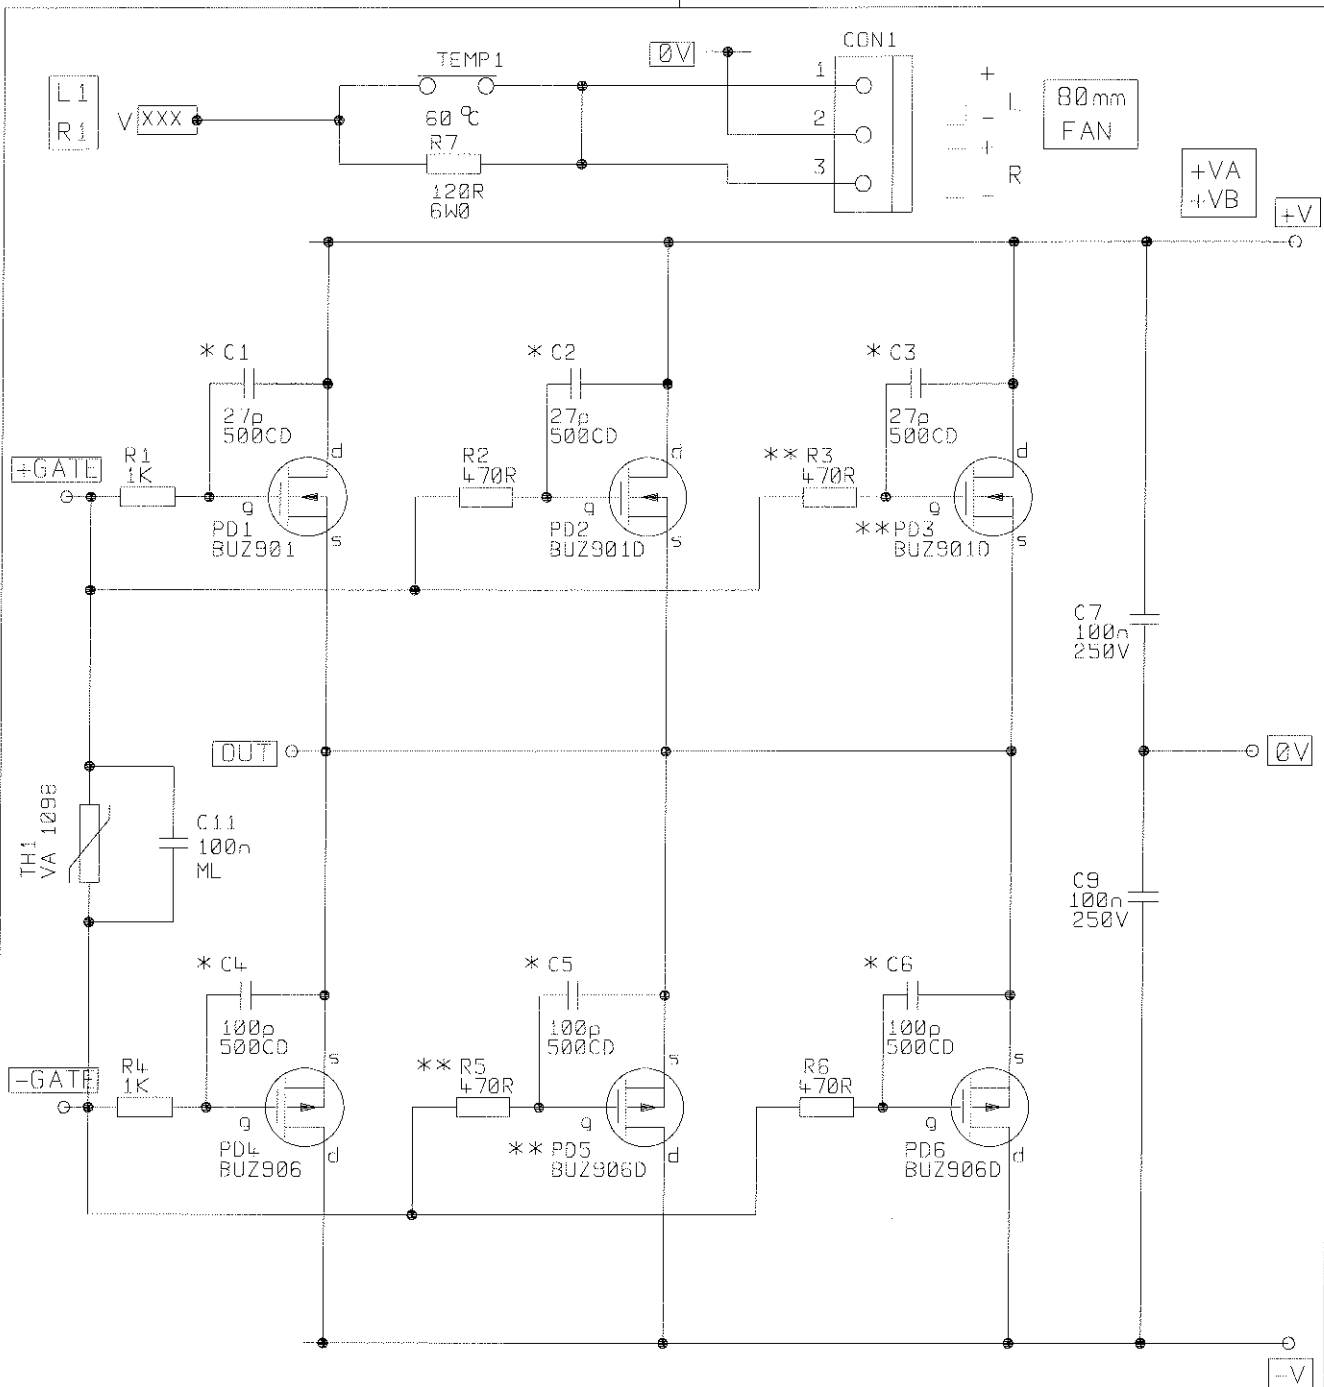 L1
R1
V XXX
TEMP1
60 °C
R7
120R
6W0
0V
CON1
1
2
3
+
L
-
+
R
-
80mm
FAN
+VA
+VB
+V
* C1
27p
500CD
* C2
27p
500CD
* C3
27p
500CD
+GATE
R1
1K
d
g
s
PD1
BUZ901
R2
470R
d
g
s
PD2
BUZ901D
** R3
470R
d
g
s
**PD3
BUZ901D
C7
100n
250V
OUT
0V
TH1
VA 1098
C11
100n
ML
C9
100n
250V
* C4
100p
500CD
* C5
100p
500CD
* C6
100p
500CD
-GATE
R4
1K
s
g
d
PD4
BUZ906
** R5
470R
s
g
d
** PD5
BUZ906D
R6
470R
s
g
d
PD6
BUZ906D
-V